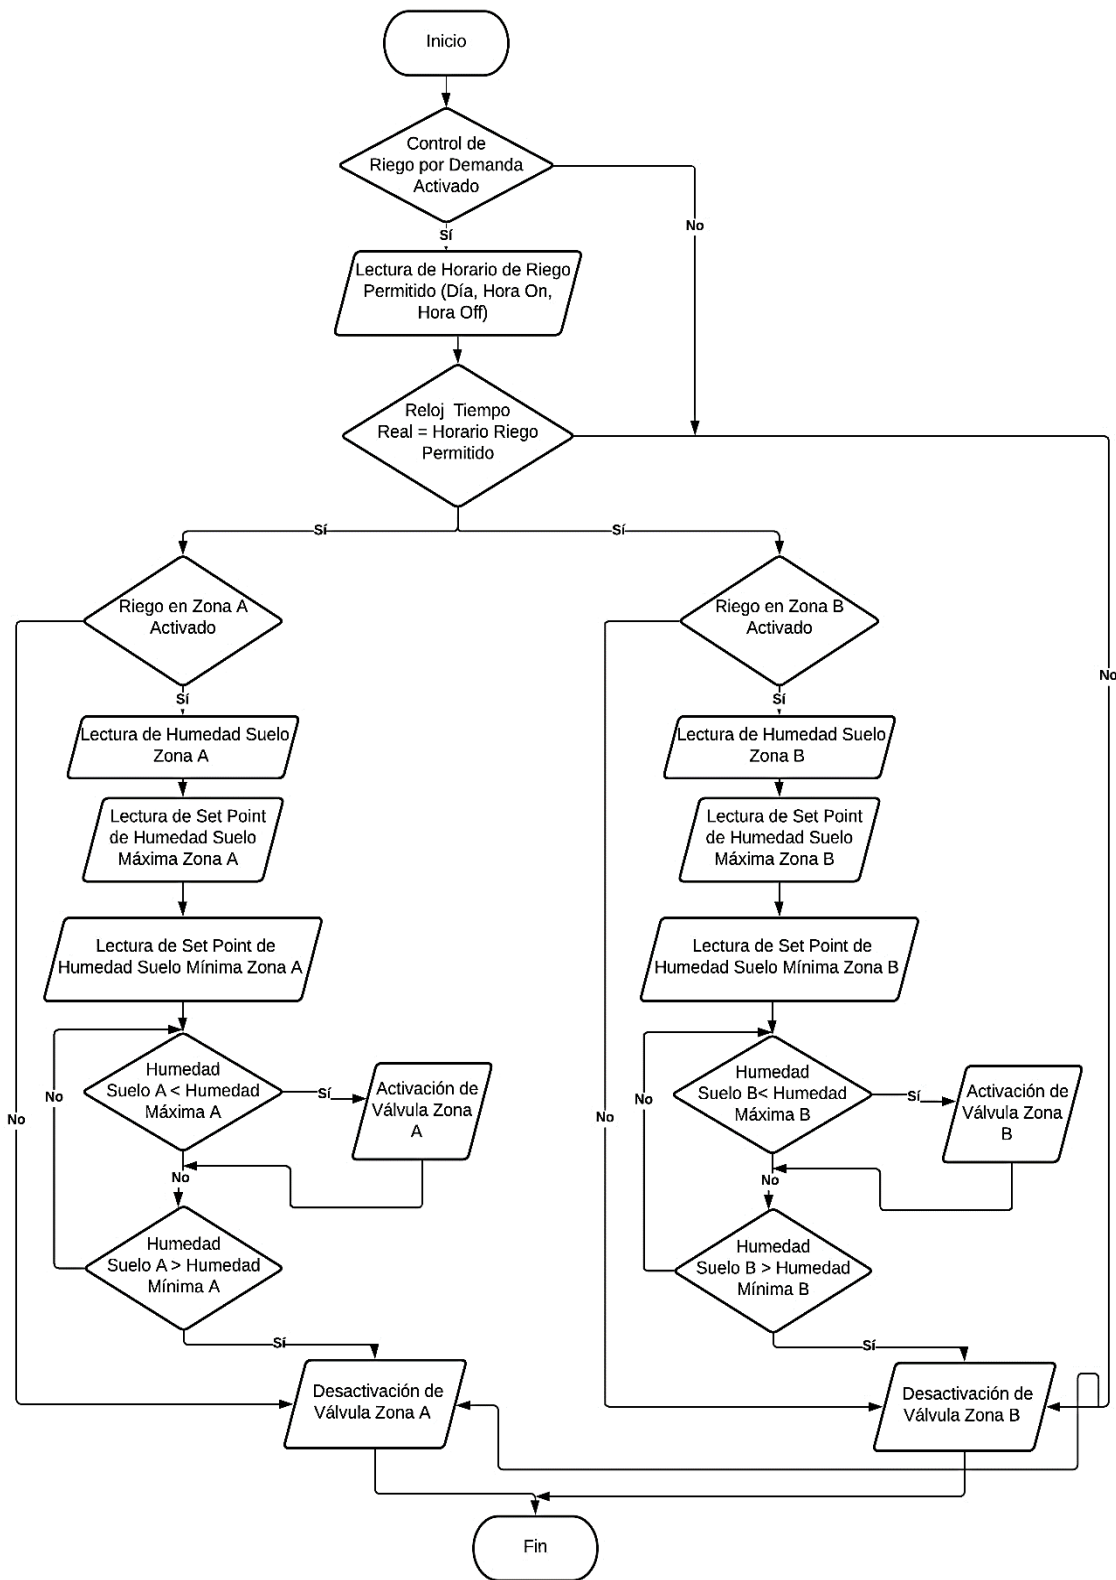 Inicio
Control de
Riego por Demanda
Activado
No
Sí
Lectura de Horario de Riego
Permitido (Día, Hora On,
Hora Off)
Reloj Tiempo
Real = Horario Riego
Permitido
Sí
Sí
No
Riego en Zona A
Activado
Sí
Lectura de Humedad Suelo
Zona A
Lectura de Set Point
de Humedad Suelo
Máxima Zona A
Lectura de Set Point de
Humedad Suelo Mínima Zona A
Humedad
Suelo A < Humedad
Máxima A
Sí
Activación de
Válvula Zona
A
No
No
No
Humedad
Suelo A > Humedad
Mínima A
Sí
Desactivación de
Válvula Zona A
Riego en Zona B
Activado
Sí
Lectura de Humedad Suelo
Zona B
Lectura de Set Point
de Humedad Suelo
Máxima Zona B
Lectura de Set Point de
Humedad Suelo Mínima Zona B
Humedad
Suelo B< Humedad
Máxima B
Sí
Activación de
Válvula Zona
B
No
No
No
Humedad
Suelo B > Humedad
Mínima B
Sí
Desactivación de
Válvula Zona B
Fin